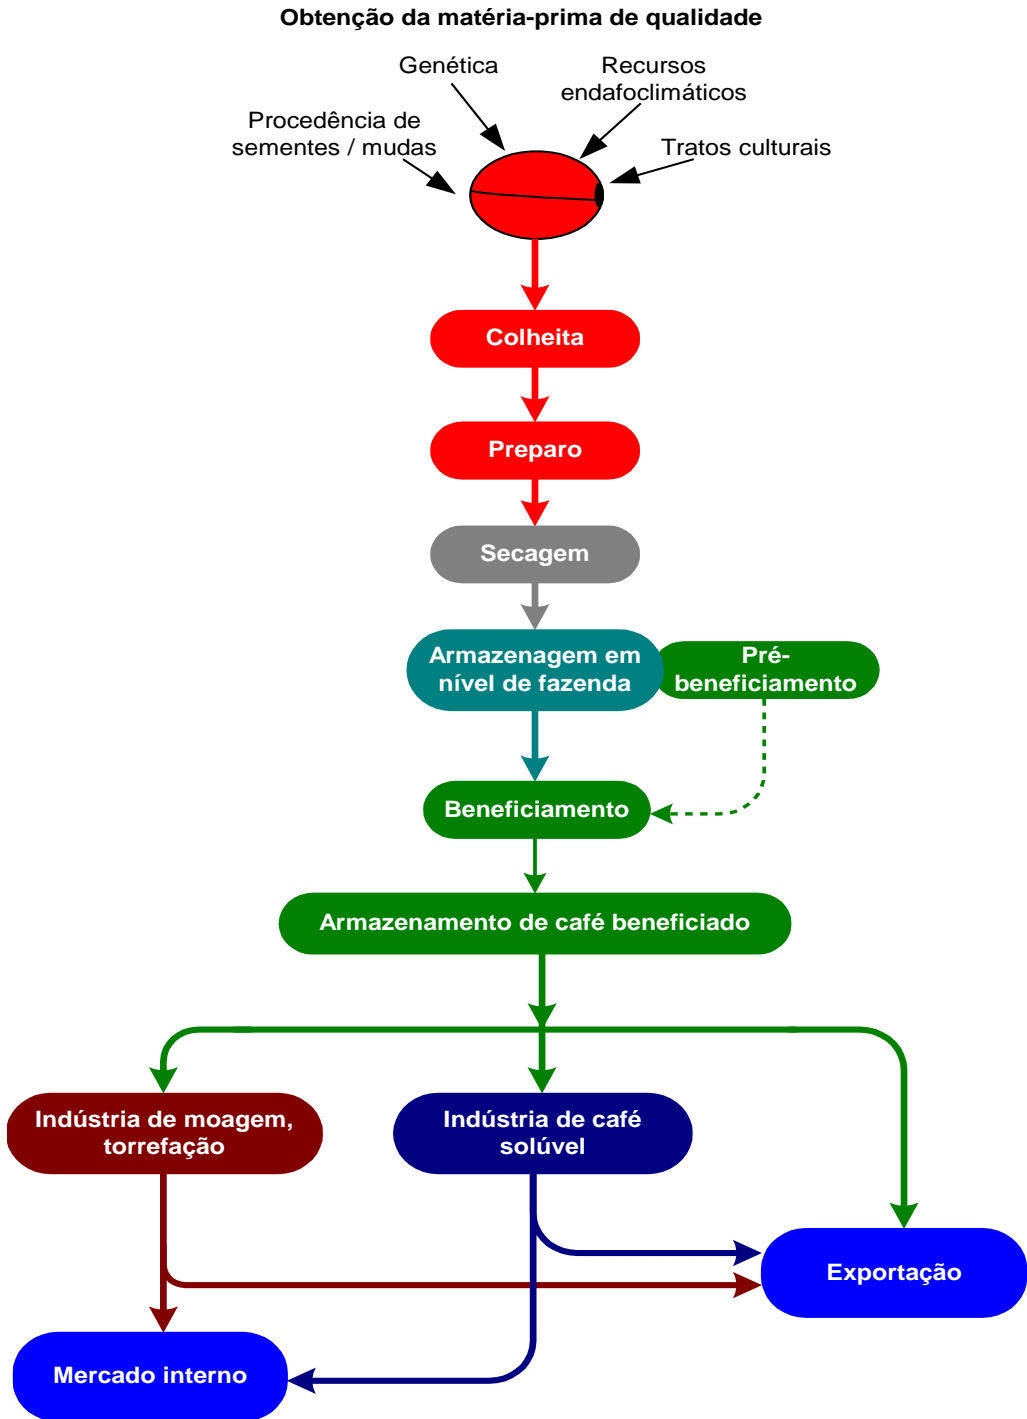 Obtenção da matéria-prima de qualidade
Genética
Recursos
endafoclimáticos
Procedência de
sementes / mudas
Tratos culturais
Colheita
Preparo
Secagem
Armazenagem em
nível de fazenda
Pré-
beneficiamento
Beneficiamento
Armazenamento de café beneficiado
Indústria de moagem,
torrefação
Indústria de café
solúvel
Exportação
Mercado interno